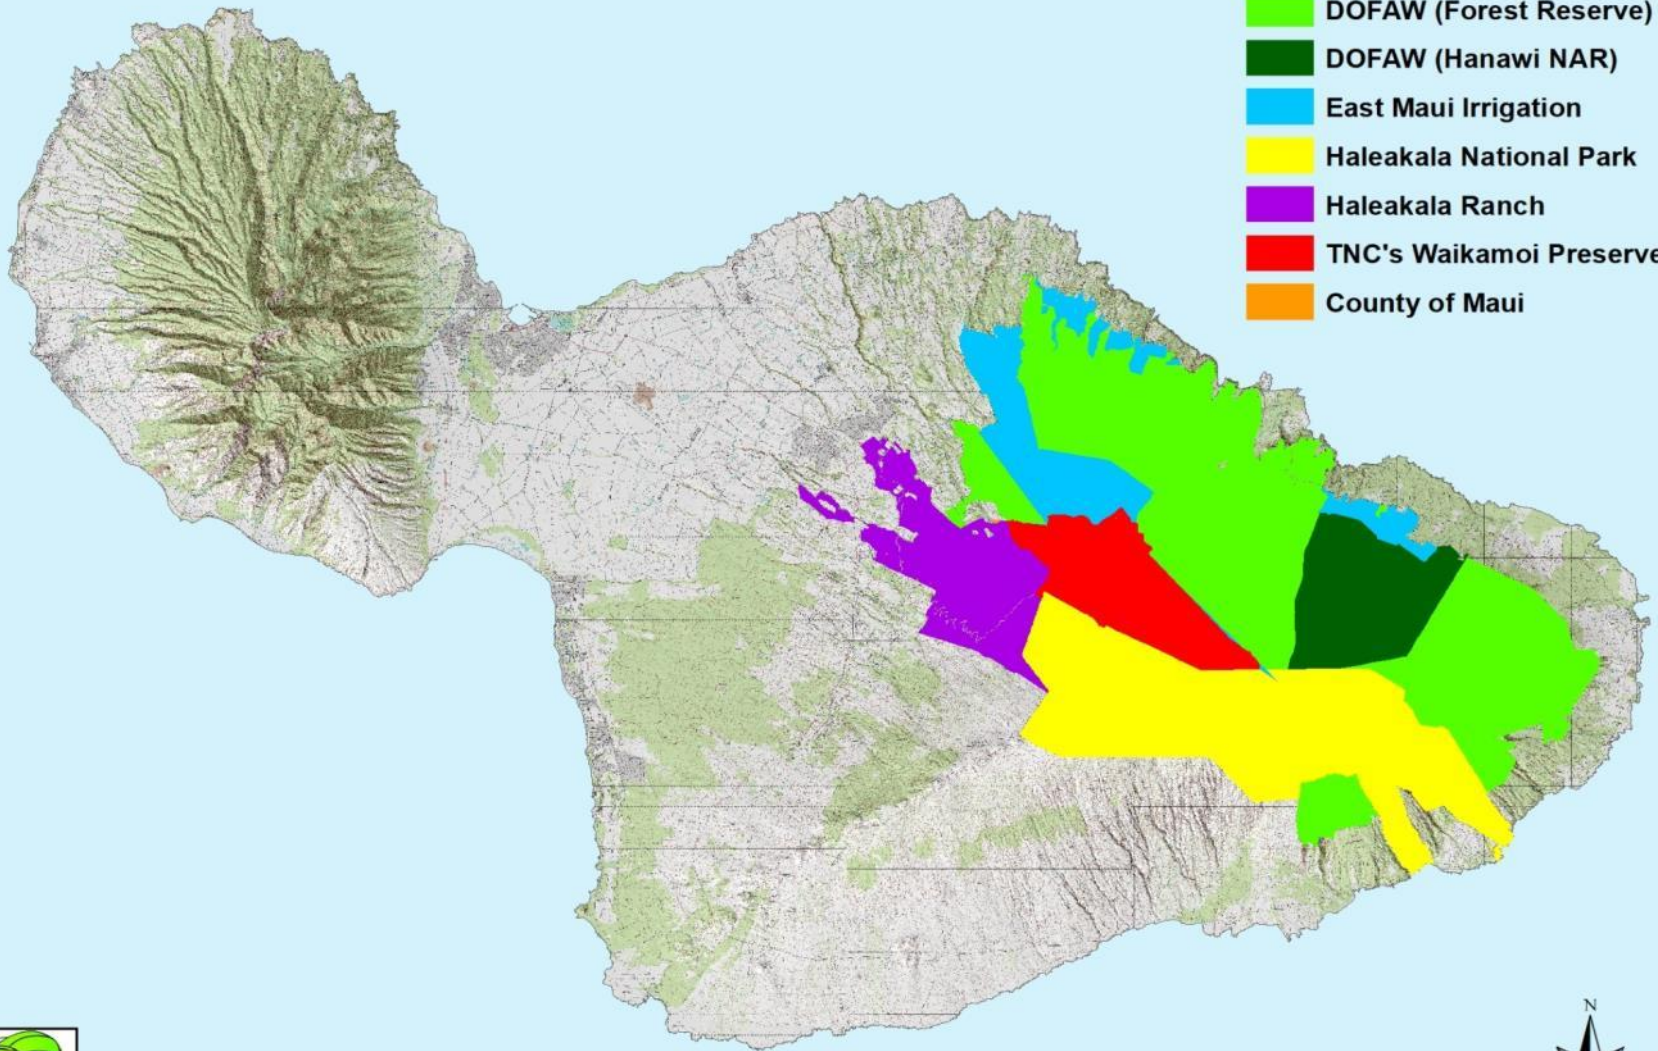 DOFAW (Forest Reserve)
DOFAW (Hanawi NAR)
East Maui Irrigation
Haleakala National Park
Haleakala Ranch
TNC's Waikamoi Preserve
County of Maui
N